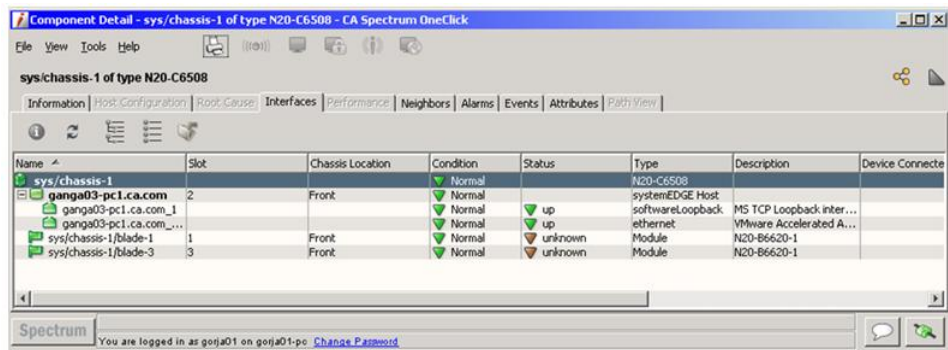 Component Detail - sys/chassis-1 of type N20-C6508 - CA Spectrum OneClick
File View Tools Help
sys/chassis-1 of type N20-C6508
Information Host Configuration Root Cause Interfaces Performance Neighbors Alarms Events Attributes Path View
Name Slot Chassis Location Condition Status Type Description Device Connecte
sys/chassis-1 Normal N20-C6508
ganga03-pc1.ca.com 2 Front Normal systemEDGE Host
ganga03-pc1.ca.com_1 Normal up softwareLoopback MS TCP Loopback inter...
ganga03-pc1.ca.com_... Normal up ethernet VMware Accelerated A...
sys/chassis-1/blade-1 1 Front Normal unknown Module N20-B6620-1
sys/chassis-1/blade-3 3 Front Normal unknown Module N20-B6620-1
Spectrum
You are logged in as gorja01 on gorja01-pc Change Password